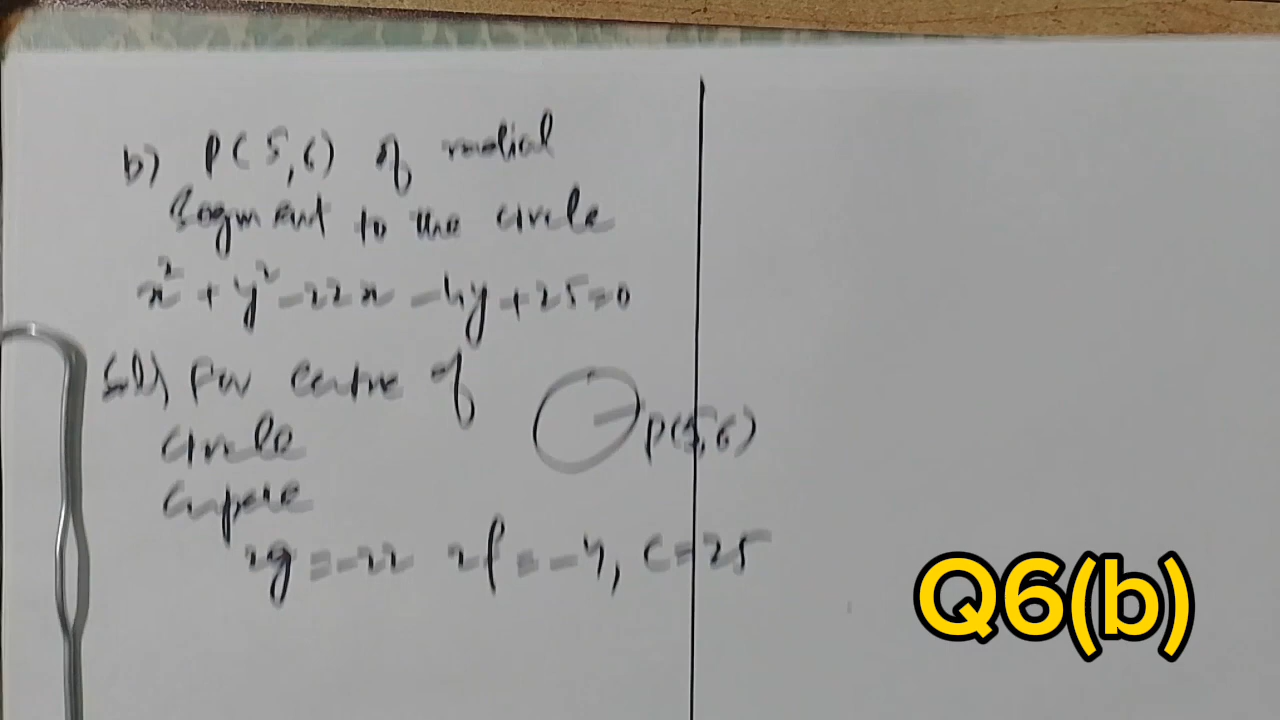 b) P(5,6) of radial
segment to the circle
x² + y² - 22x - 4y + 25 = 0
Sol) For centre of
circle
P(5,6)
compare
2g = -22 2f = -4, c = 25
Q6(b)